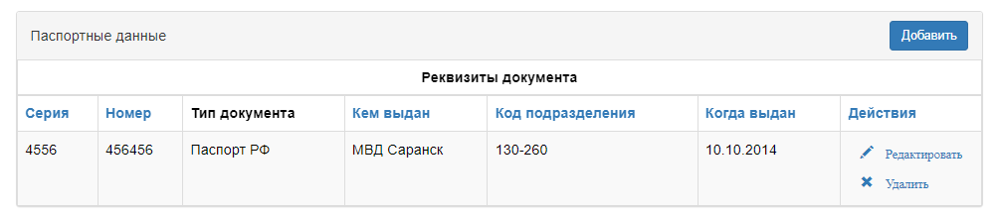 Паспортные данные Добавить
Реквизиты документа
Серия Номер Тип документа Кем выдан Код подразделения Когда выдан Действия
4556 456456 Паспорт РФ МВД Саранск 130-260 10.10.2014 Редактировать
Удалить